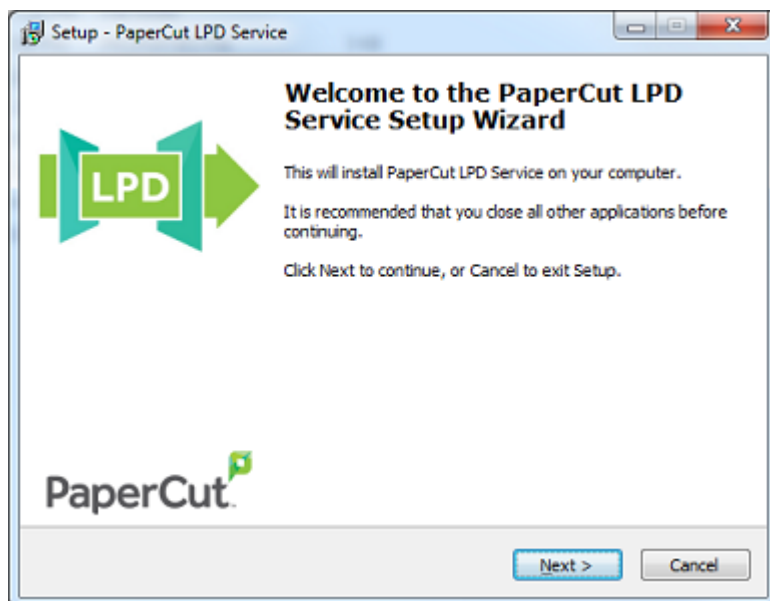 Setup - PaperCut LPD Service
Welcome to the PaperCut LPD
Service Setup Wizard
This will install PaperCut LPD Service on your computer.
It is recommended that you close all other applications before
continuing.
Click Next to continue, or Cancel to exit Setup.
LPD
PaperCut™
Next >
Cancel